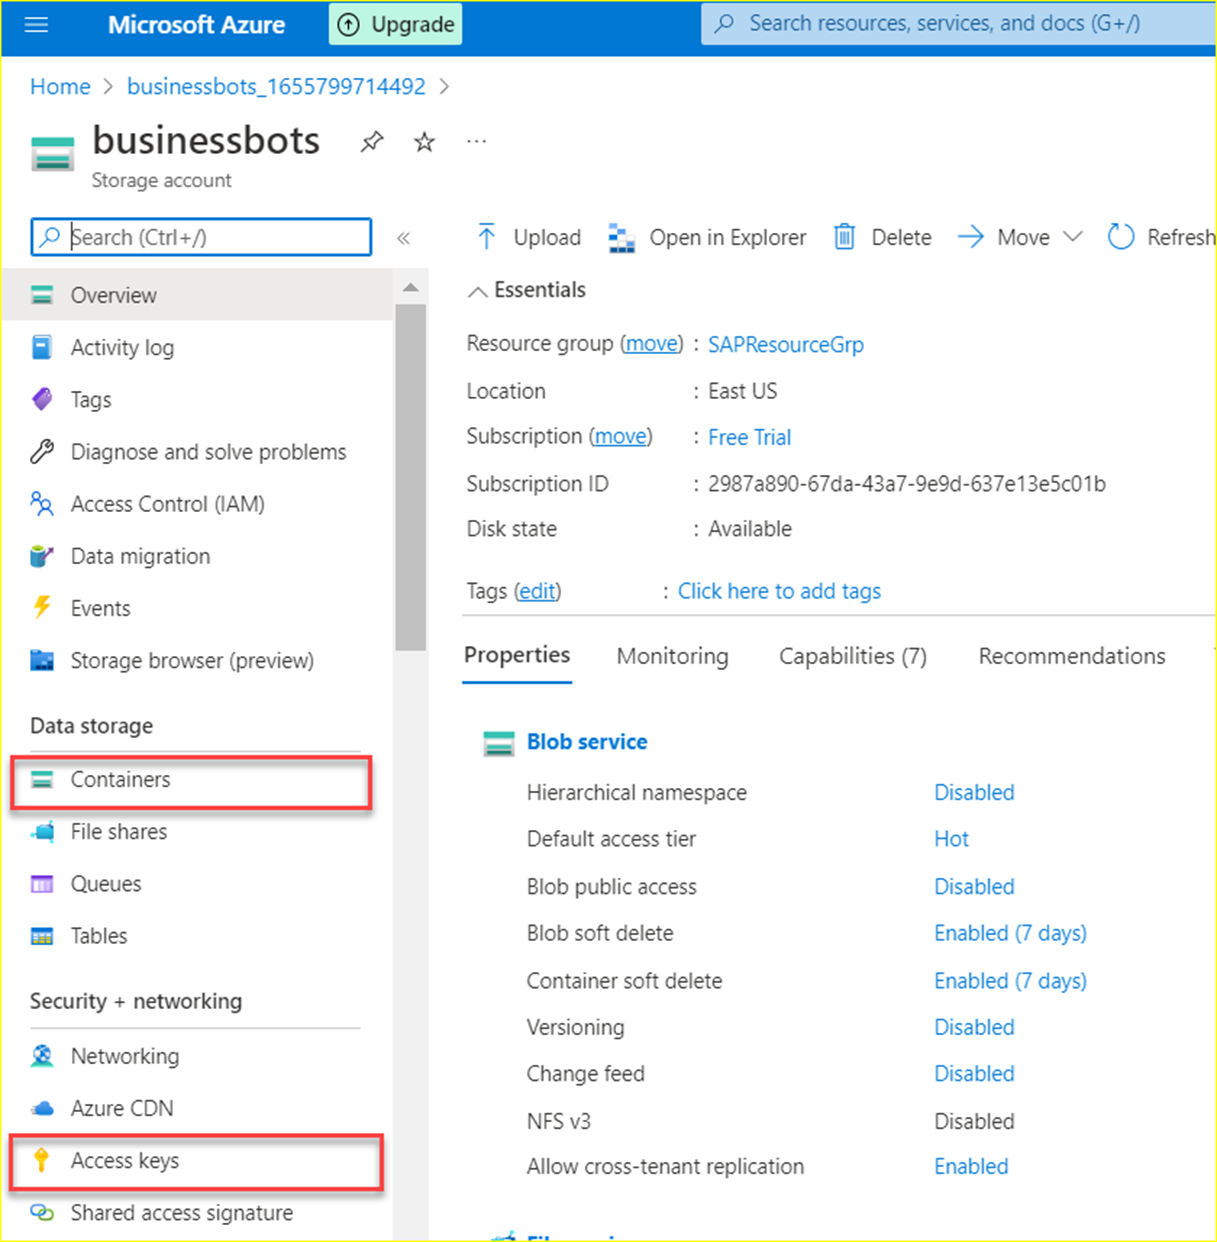 Microsoft Azure
Upgrade
Search resources, services, and docs (G+/)
Home > businessbots_1655799714492 >
businessbots
...
Storage account
Search (Ctrl+/)
«
Overview
Activity log
Tags
Diagnose and solve problems
Access Control (IAM)
Data migration
Events
Storage browser (preview)
Data storage
Containers
File shares
Queues
Tables
Security + networking
Networking
Azure CDN
Access keys
Shared access signature
Upload
Open in Explorer
Delete
Move
Refresh
Essentials
Resource group (move) : SAPResourceGrp
Location : East US
Subscription (move) : Free Trial
Subscription ID : 2987a890-67da-43a7-9e9d-637e13e5c01b
Disk state : Available
Tags (edit) : Click here to add tags
Properties
Monitoring
Capabilities (7)
Recommendations
Blob service
Hierarchical namespace Disabled
Default access tier Hot
Blob public access Disabled
Blob soft delete Enabled (7 days)
Container soft delete Enabled (7 days)
Versioning Disabled
Change feed Disabled
NFS v3 Disabled
Allow cross-tenant replication Enabled